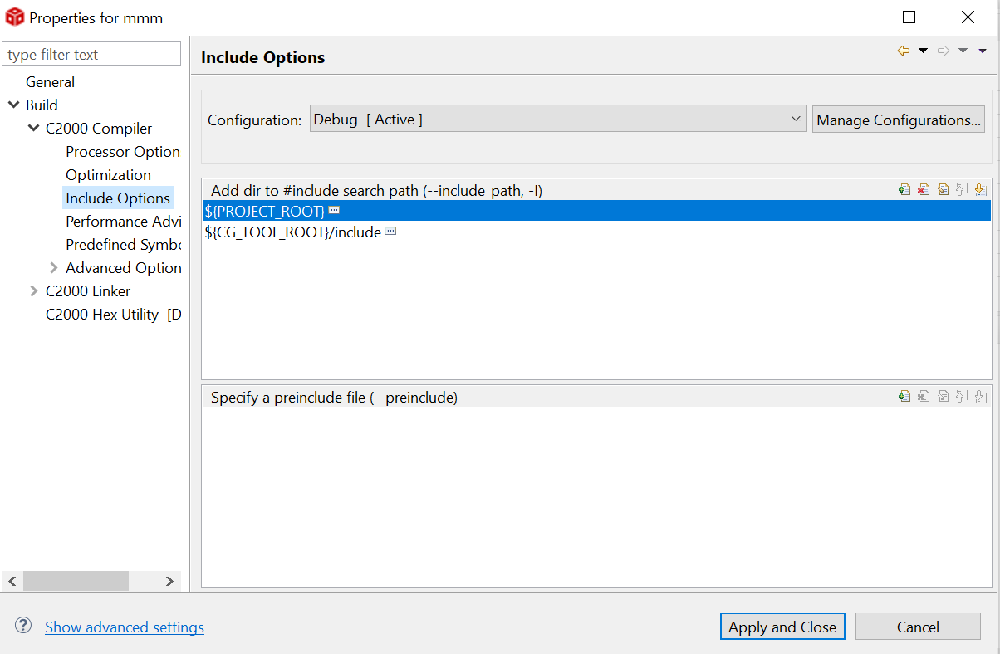 Properties for mmm
type filter text
General
Build
C2000 Compiler
Processor Option
Optimization
Include Options
Performance Advi
Predefined Symbo
Advanced Option
C2000 Linker
C2000 Hex Utility [D
Include Options
Configuration:
Debug [ Active ]
Manage Configurations...
Add dir to #include search path (--include_path, -I)
${PROJECT_ROOT}
${CG_TOOL_ROOT}/include
Specify a preinclude file (--preinclude)
Show advanced settings
Apply and Close
Cancel